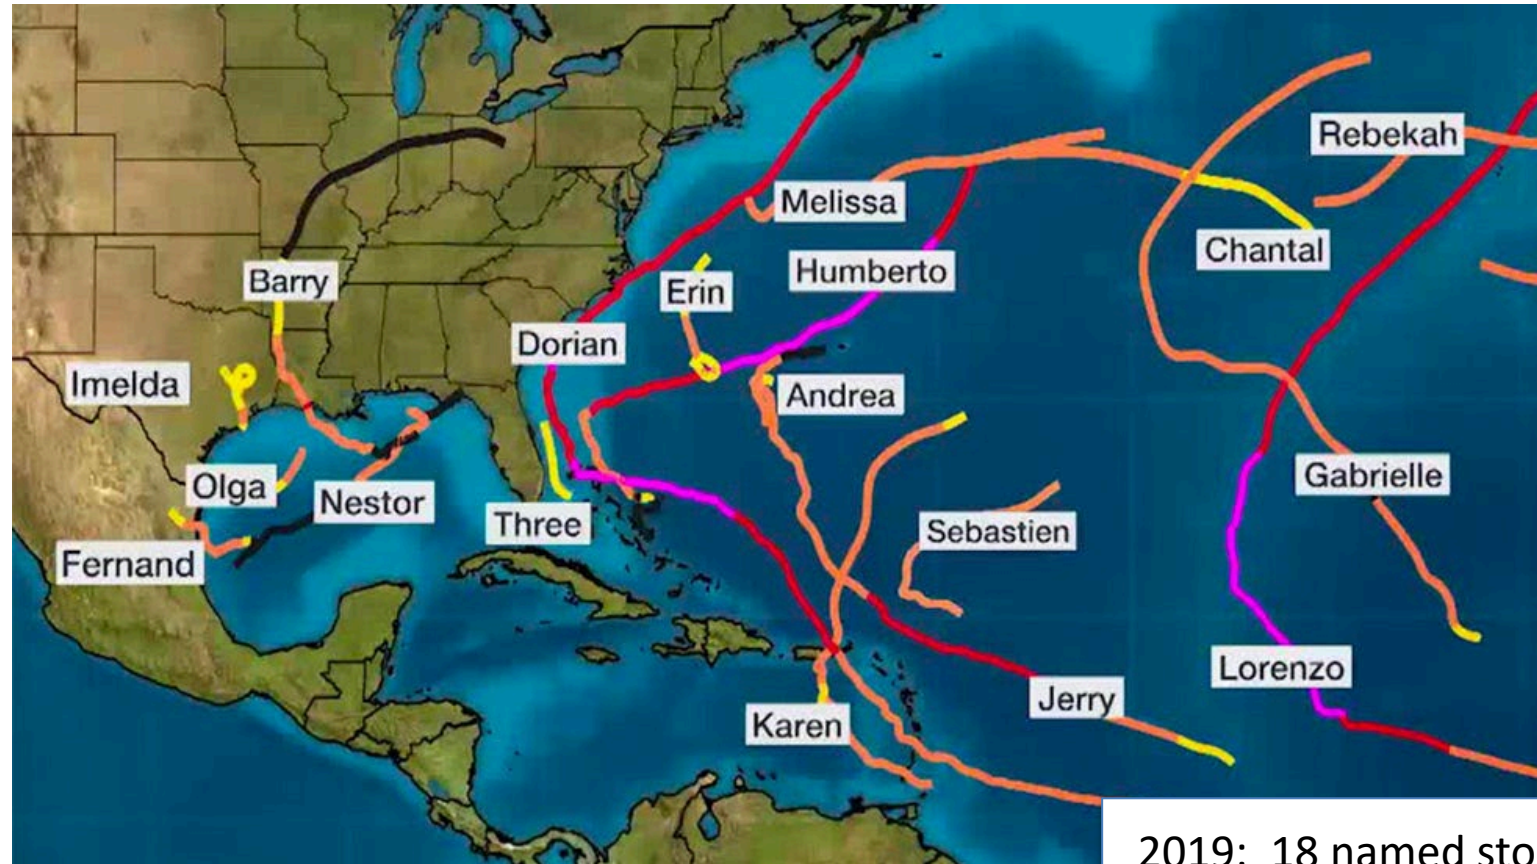 Rebekah
Melissa
Chantal
Barry
Erin
Humberto
Dorian
Imelda
Andrea
Olga
Nestor
Gabrielle
Three
Sebastien
Fernand
Lorenzo
Jerry
Karen
2019: 18 named sto